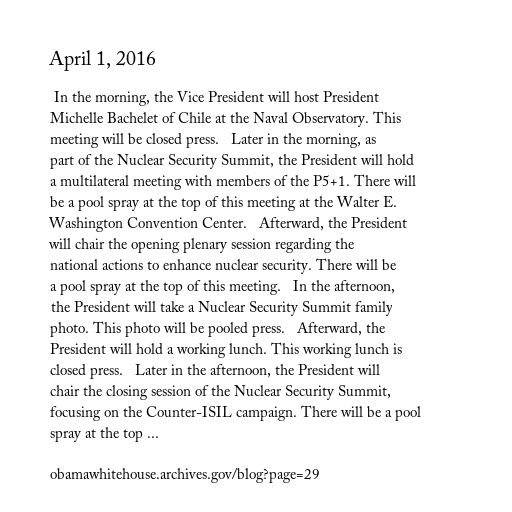 April 1, 2016
In the morning, the Vice President will host President
Michelle Bachelet of Chile at the Naval Observatory. This
meeting will be closed press.   Later in the morning, as
part of the Nuclear Security Summit, the President will hold
a multilateral meeting with members of the P5+1. There will
be a pool spray at the top of this meeting at the Walter E.
Washington Convention Center.   Afterward, the President
will chair the opening plenary session regarding the
national actions to enhance nuclear security. There will be
a pool spray at the top of this meeting.   In the afternoon,
the President will take a Nuclear Security Summit family
photo. This photo will be pooled press.   Afterward, the
President will hold a working lunch. This working lunch is
closed press.   Later in the afternoon, the President will
chair the closing session of the Nuclear Security Summit,
focusing on the Counter-ISIL campaign. There will be a pool
spray at the top ...
obamawhitehouse.archives.gov/blog?page=29